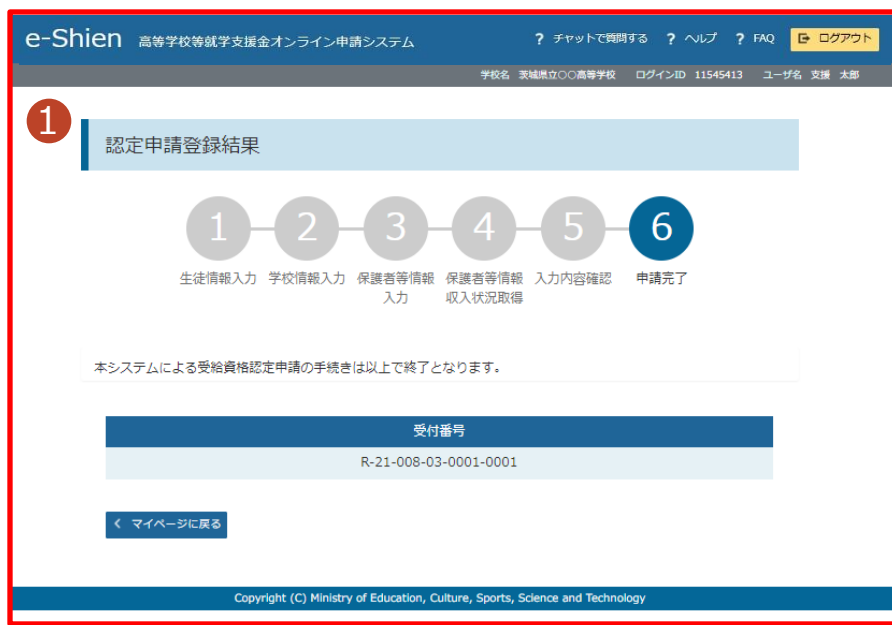 e-Shien 高等学校等就学支援金オンライン申請システム ? チャットで質問する ? ヘルプ ? FAQ ログアウト
学校名 茨城県立○○高等学校 ログインID 11545413 ユーザ名 支援 太郎
1
認定申請登録結果
1 2 3 4 5 6
生徒情報入力 学校情報入力 保護者等情報 保護者等情報 入力内容確認 申請完了
入力 収入状況取得
本システムによる受給資格認定申請の手続きは以上で終了となります。
受付番号
R-21-008-03-0001-0001
マイページに戻る
Copyright (C) Ministry of Education, Culture, Sports, Science and Technology